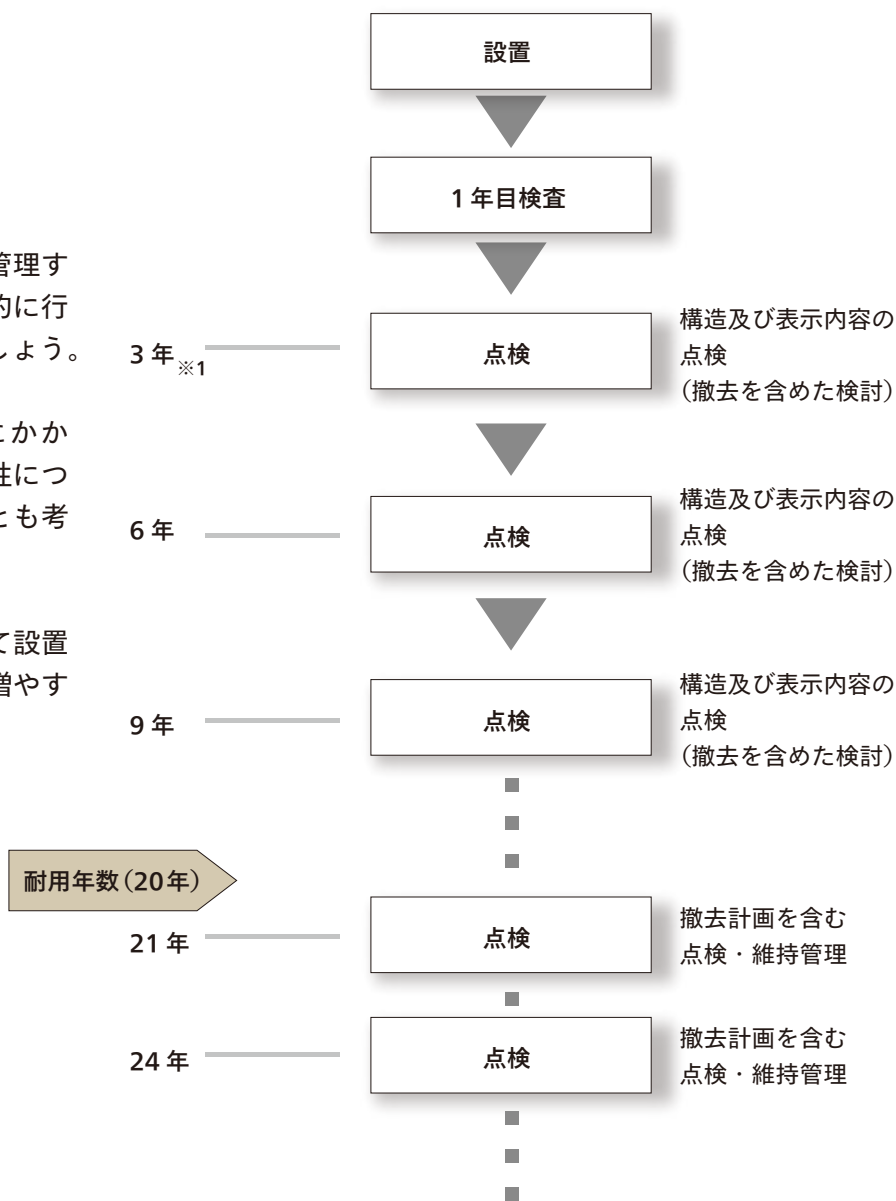 設置
1年目検査
管理す
的に行
しょう。
とかか
性につ
とも考
て設置
増やす
3年※1
点検
構造及び表示内容の
点検
(撤去を含めた検討)
6年
点検
構造及び表示内容の
点検
(撤去を含めた検討)
9年
点検
構造及び表示内容の
点検
(撤去を含めた検討)
耐用年数(20年)
21年
点検
撤去計画を含む
点検・維持管理
24年
点検
撤去計画を含む
点検・維持管理